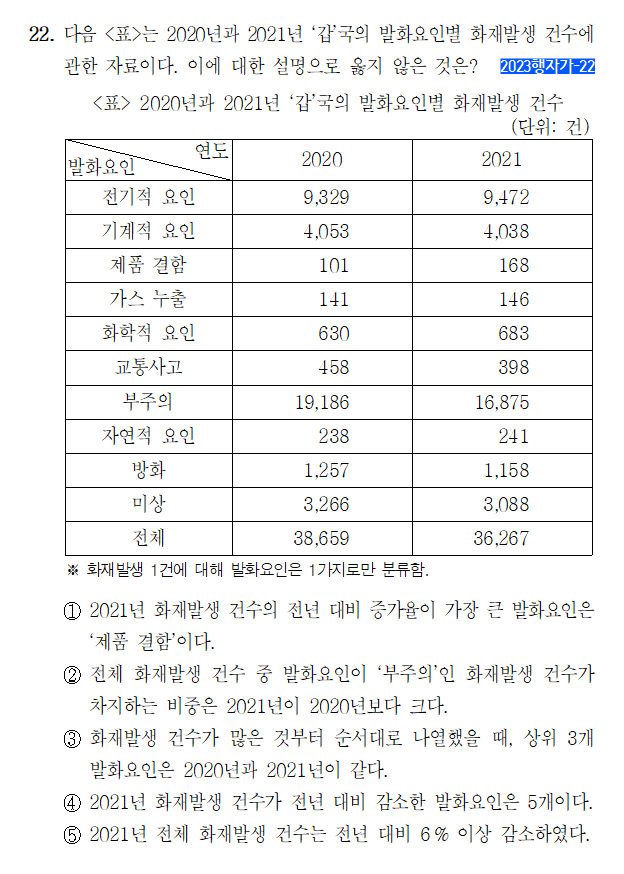 22. 다음 <표>는 2020년과 2021년 ‘갑’국의 발화요인별 화재발생 건수에
관한 자료이다. 이에 대한 설명으로 옳지 않은 것은? 2023행사가-22
<표> 2020년과 2021년 ‘갑’국의 발화요인별 화재발생 건수
(단위: 건)
발화요인 연도 2020 2021
전기적 요인 9,329 9,472
기계적 요인 4,053 4,038
제품 결함 101 168
가스 누출 141 146
화학적 요인 630 683
교통사고 458 398
부주의 19,186 16,875
자연적 요인 238 241
방화 1,257 1,158
미상 3,266 3,088
전체 38,659 36,267
※ 화재발생 1건에 대해 발화요인은 1가지로만 분류함.
① 2021년 화재발생 건수의 전년 대비 증가율이 가장 큰 발화요인은
‘제품 결함’이다.
② 전체 화재발생 건수 중 발화요인이 ‘부주의’인 화재발생 건수가
차지하는 비중은 2021년이 2020년보다 크다.
③ 화재발생 건수가 많은 것부터 순서대로 나열했을 때, 상위 3개
발화요인은 2020년과 2021년이 같다.
④ 2021년 화재발생 건수가 전년 대비 감소한 발화요인은 5개이다.
⑤ 2021년 전체 화재발생 건수는 전년 대비 6% 이상 감소하였다.